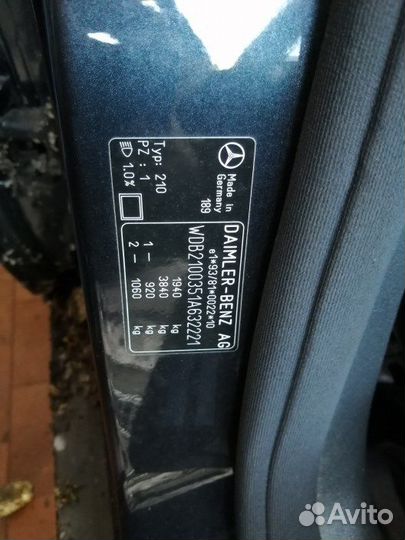 Made in
Germany
189
DAIMLER-BENZ AG
e1*93/81*0022*10
WDB2100351A632221
1940 kg
3840 kg
1 - 920 kg
2 - 1060 kg
Typ: 210
PZ : 1
1.0%
Avito